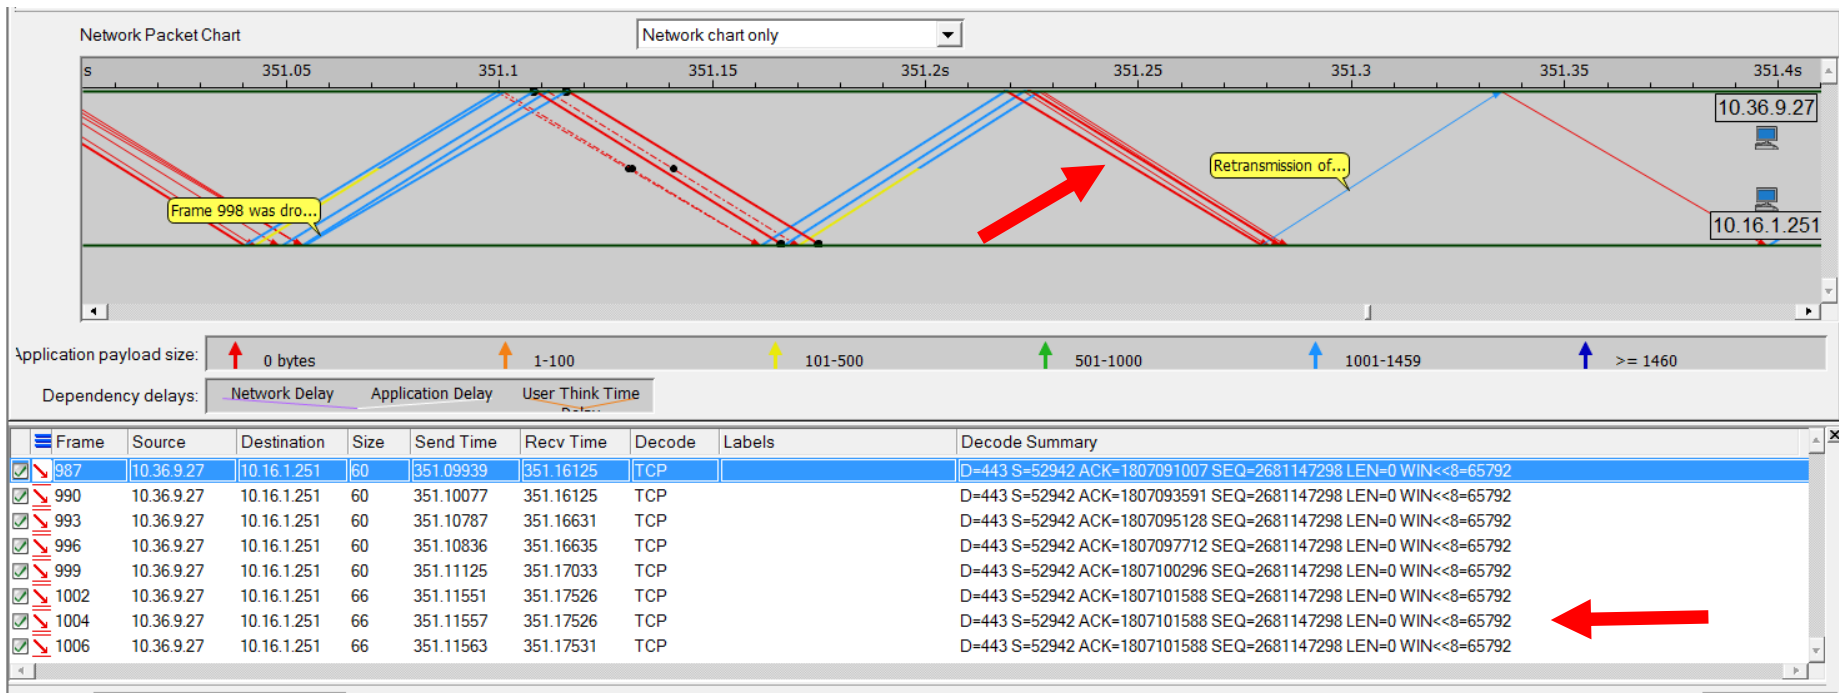 Network Packet Chart Network chart only
s 351.05 351.1 351.15 351.2s 351.25 351.3 351.35 351.4s
10.36.9.27
Retransmission of...
Frame 998 was dro...
10.16.1.251
Application payload size: 0 bytes 1-100 101-500 501-1000 1001-1459 >= 1460
Dependency delays: Network Delay Application Delay User Think Time
Delay
Frame Source Destination Size Send Time Recv Time Decode Labels Decode Summary
987 10.36.9.27 10.16.1.251 60 351.09939 351.16125 TCP D=443 S=52942 ACK=1807091007 SEQ=2681147298 LEN=0 WIN<<8=65792
990 10.36.9.27 10.16.1.251 60 351.10077 351.16125 TCP D=443 S=52942 ACK=1807093591 SEQ=2681147298 LEN=0 WIN<<8=65792
993 10.36.9.27 10.16.1.251 60 351.10787 351.16631 TCP D=443 S=52942 ACK=1807095128 SEQ=2681147298 LEN=0 WIN<<8=65792
996 10.36.9.27 10.16.1.251 60 351.10836 351.16635 TCP D=443 S=52942 ACK=1807097712 SEQ=2681147298 LEN=0 WIN<<8=65792
999 10.36.9.27 10.16.1.251 60 351.11125 351.17033 TCP D=443 S=52942 ACK=1807100296 SEQ=2681147298 LEN=0 WIN<<8=65792
1002 10.36.9.27 10.16.1.251 66 351.11551 351.17526 TCP D=443 S=52942 ACK=1807101588 SEQ=2681147298 LEN=0 WIN<<8=65792
1004 10.36.9.27 10.16.1.251 66 351.11557 351.17526 TCP D=443 S=52942 ACK=1807101588 SEQ=2681147298 LEN=0 WIN<<8=65792
1006 10.36.9.27 10.16.1.251 66 351.11563 351.17531 TCP D=443 S=52942 ACK=1807101588 SEQ=2681147298 LEN=0 WIN<<8=65792